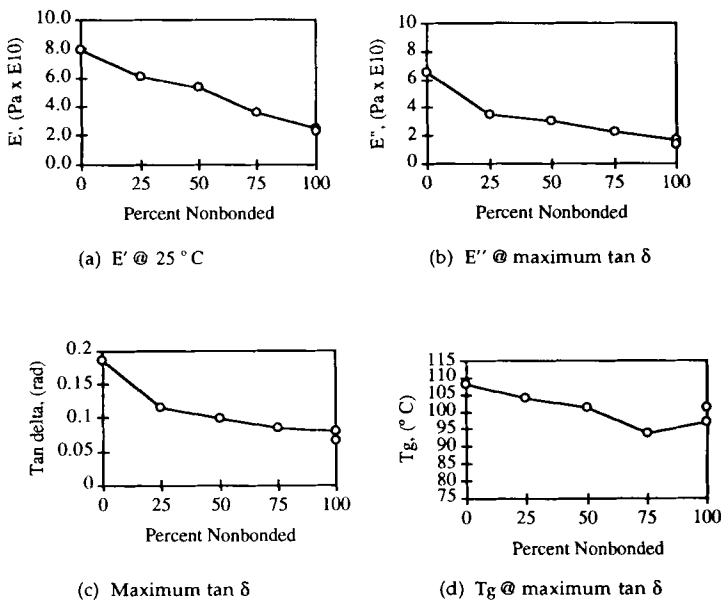 E', (Pa x E10)
8.0
6.0
4.0
2.0
0.0
0 25 50 75 100
Percent Nonbonded
(a) E' @ 25 °C
E", (Pa x E10)
10
8
6
4
2
0
0 25 50 75 100
Percent Nonbonded
(b) E'' @ maximum tan δ
Tan delta, (rad)
0.2
0.15
0.1
0.05
0
0 25 50 75 100
Percent Nonbonded
(c) Maximum tan δ
Tg, (° C)
115
110
105
100
95
90
85
80
75
0 25 50 75 100
Percent Nonbonded
(d) Tg @ maximum tan δ